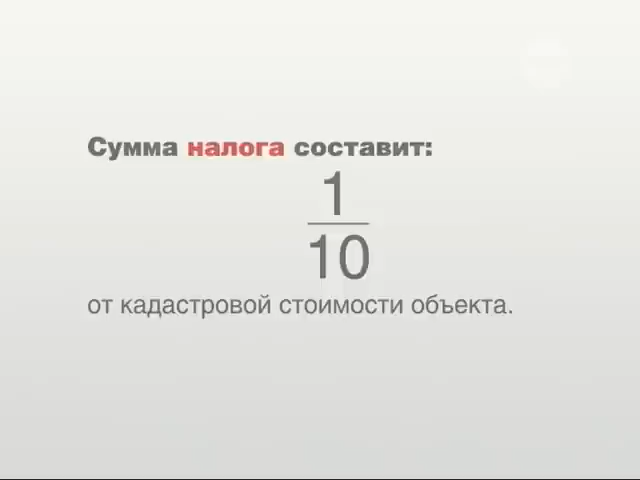 Сумма налога составит:
1
10
от кадастровой стоимости объекта.